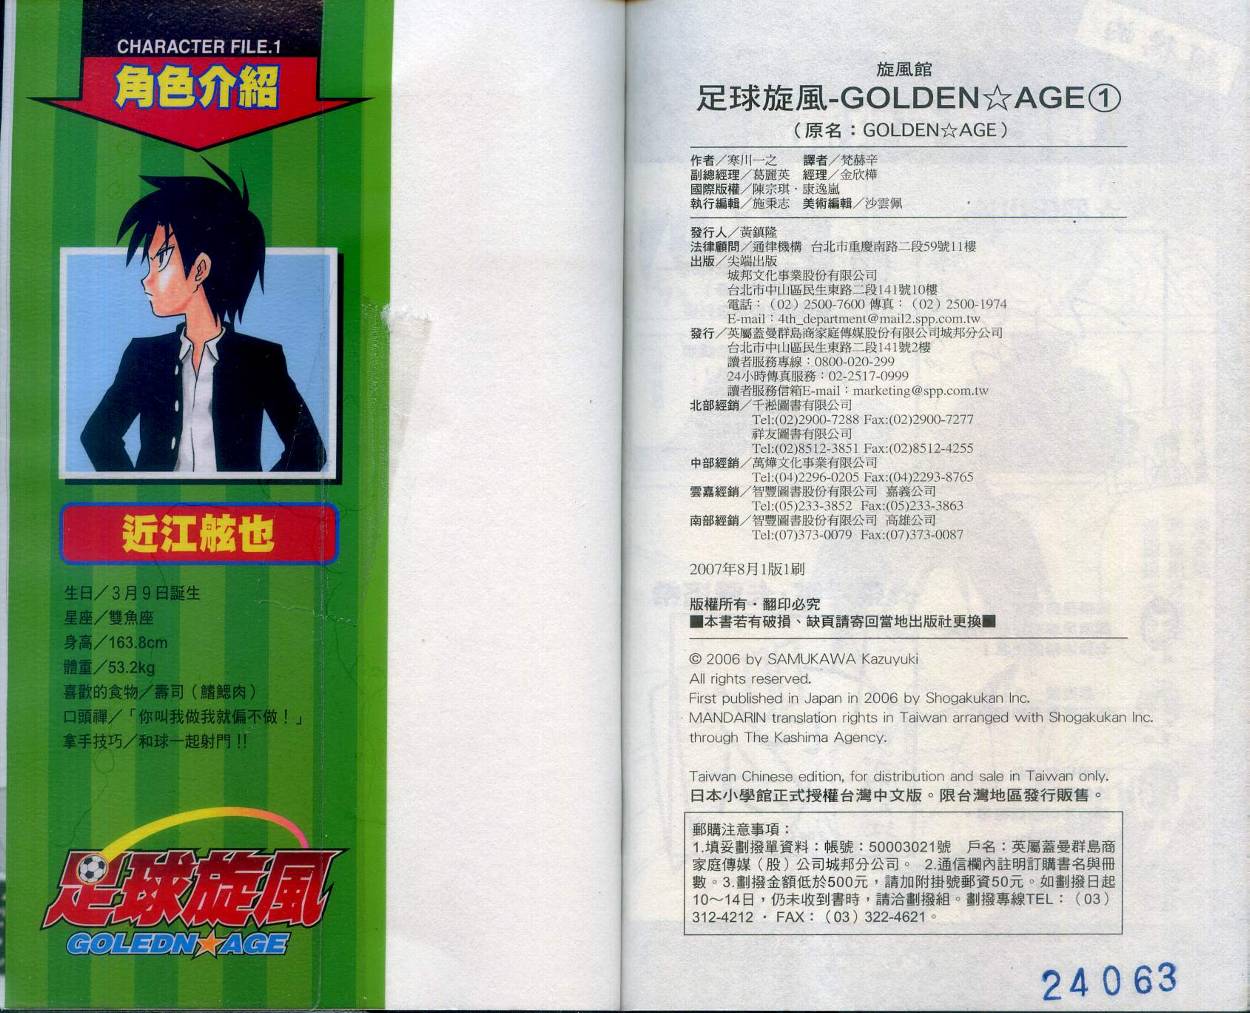 CHARACTER FILE.1
角色介紹
近江舷也
生日／3月9日誕生
星座／雙魚座
身高／163.8cm
體重／53.2kg
喜歡的食物／壽司（鰭鰓肉）
口頭禪／「你叫我做我就偏不做！」
拿手技巧／和球一起射門!!
足球旋風
GOLEDN★AGE
旋風館
足球旋風-GOLDEN☆AGE①
（原名：GOLDEN☆AGE）
作者／寒川一之　譯者／梵赫辛
副總經理／葛麗英　經理／金欣樺
國際版權／陳宗琪・康逸嵐
執行編輯／施秉志　美術編輯／沙雲佩
發行人／黃鎮隆
法律顧問／通律機構　台北市重慶南路二段59號11樓
出版／尖端出版
城邦文化事業股份有限公司
台北市中山區民生東路二段141號10樓
電話：（02）2500-7600 傳真：（02）2500-1974
E-mail：4th_department@mail2.spp.com.tw
發行／英屬蓋曼群島商家庭傳媒股份有限公司城邦分公司
台北市中山區民生東路二段141號2樓
讀者服務專線：0800-020-299
24小時傳真服務：02-2517-0999
讀者服務信箱E-mail：marketing@spp.com.tw
北部經銷／千淞圖書有限公司
Tel:(02)2900-7288 Fax:(02)2900-7277
祥友圖書有限公司
Tel:(02)8512-3851 Fax:(02)8512-4255
中部經銷／萬燁文化事業有限公司
Tel:(04)2296-0205 Fax:(04)2293-8765
雲嘉經銷／智豐圖書股份有限公司 嘉義公司
Tel:(05)233-3852 Fax:(05)233-3863
南部經銷／智豐圖書股份有限公司 高雄公司
Tel:(07)373-0079 Fax:(07)373-0087
2007年8月1版1刷
版權所有・翻印必究
■本書若有破損、缺頁請寄回當地出版社更換■
© 2006 by SAMUKAWA Kazuyuki
All rights reserved.
First published in Japan in 2006 by Shogakukan Inc.
MANDARIN translation rights in Taiwan arranged with Shogakukan Inc.
through The Kashima Agency.
Taiwan Chinese edition, for distribution and sale in Taiwan only.
日本小學館正式授權台灣中文版。限台灣地區發行販售。
郵購注意事項：
1.填妥劃撥單資料：帳號：50003021號　戶名：英屬蓋曼群島商
家庭傳媒（股）公司城邦分公司。 2.通信欄內註明訂購書名與冊
數。3.劃撥金額低於500元，請加附掛號郵資50元。如劃撥日起
10～14日，仍未收到書時，請洽劃撥組。劃撥專線TEL：（03）
312-4212 · FAX：（03）322-4621。
24063